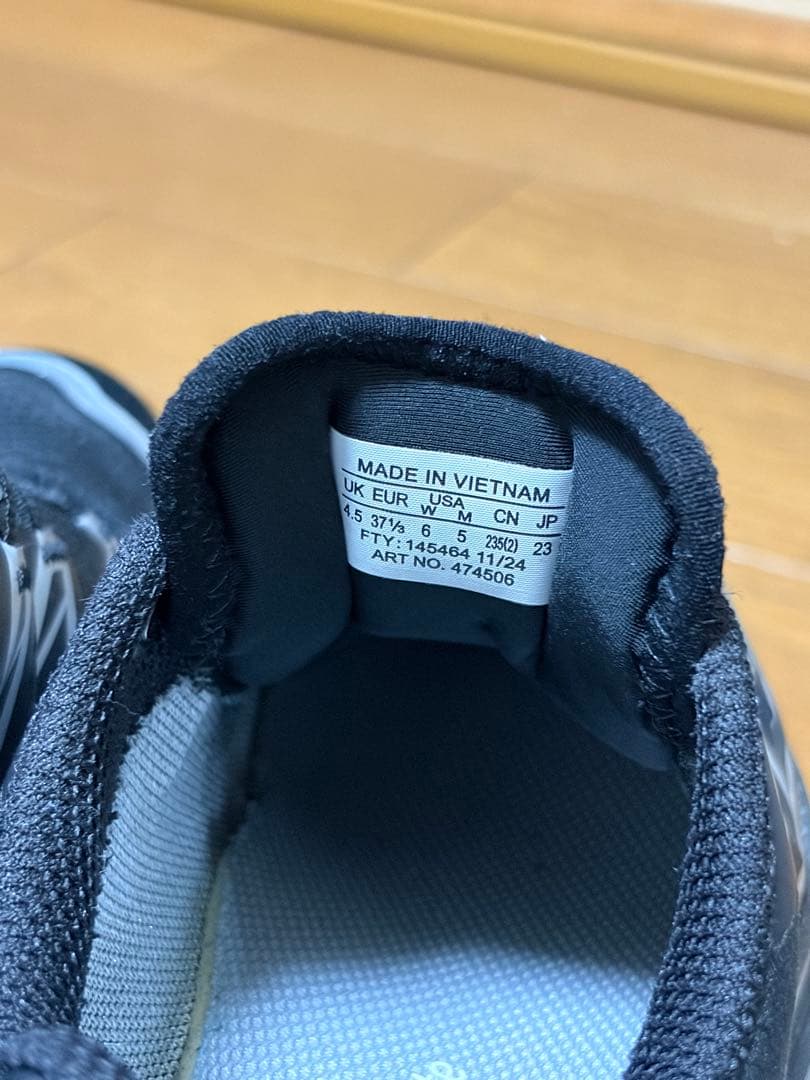 MADE IN VIETNAM
UK EUR USA CN JP
W M
4.5 37⅓ 6 5 235(2) 23
FTY: 145464 11/24
ART NO. 474506